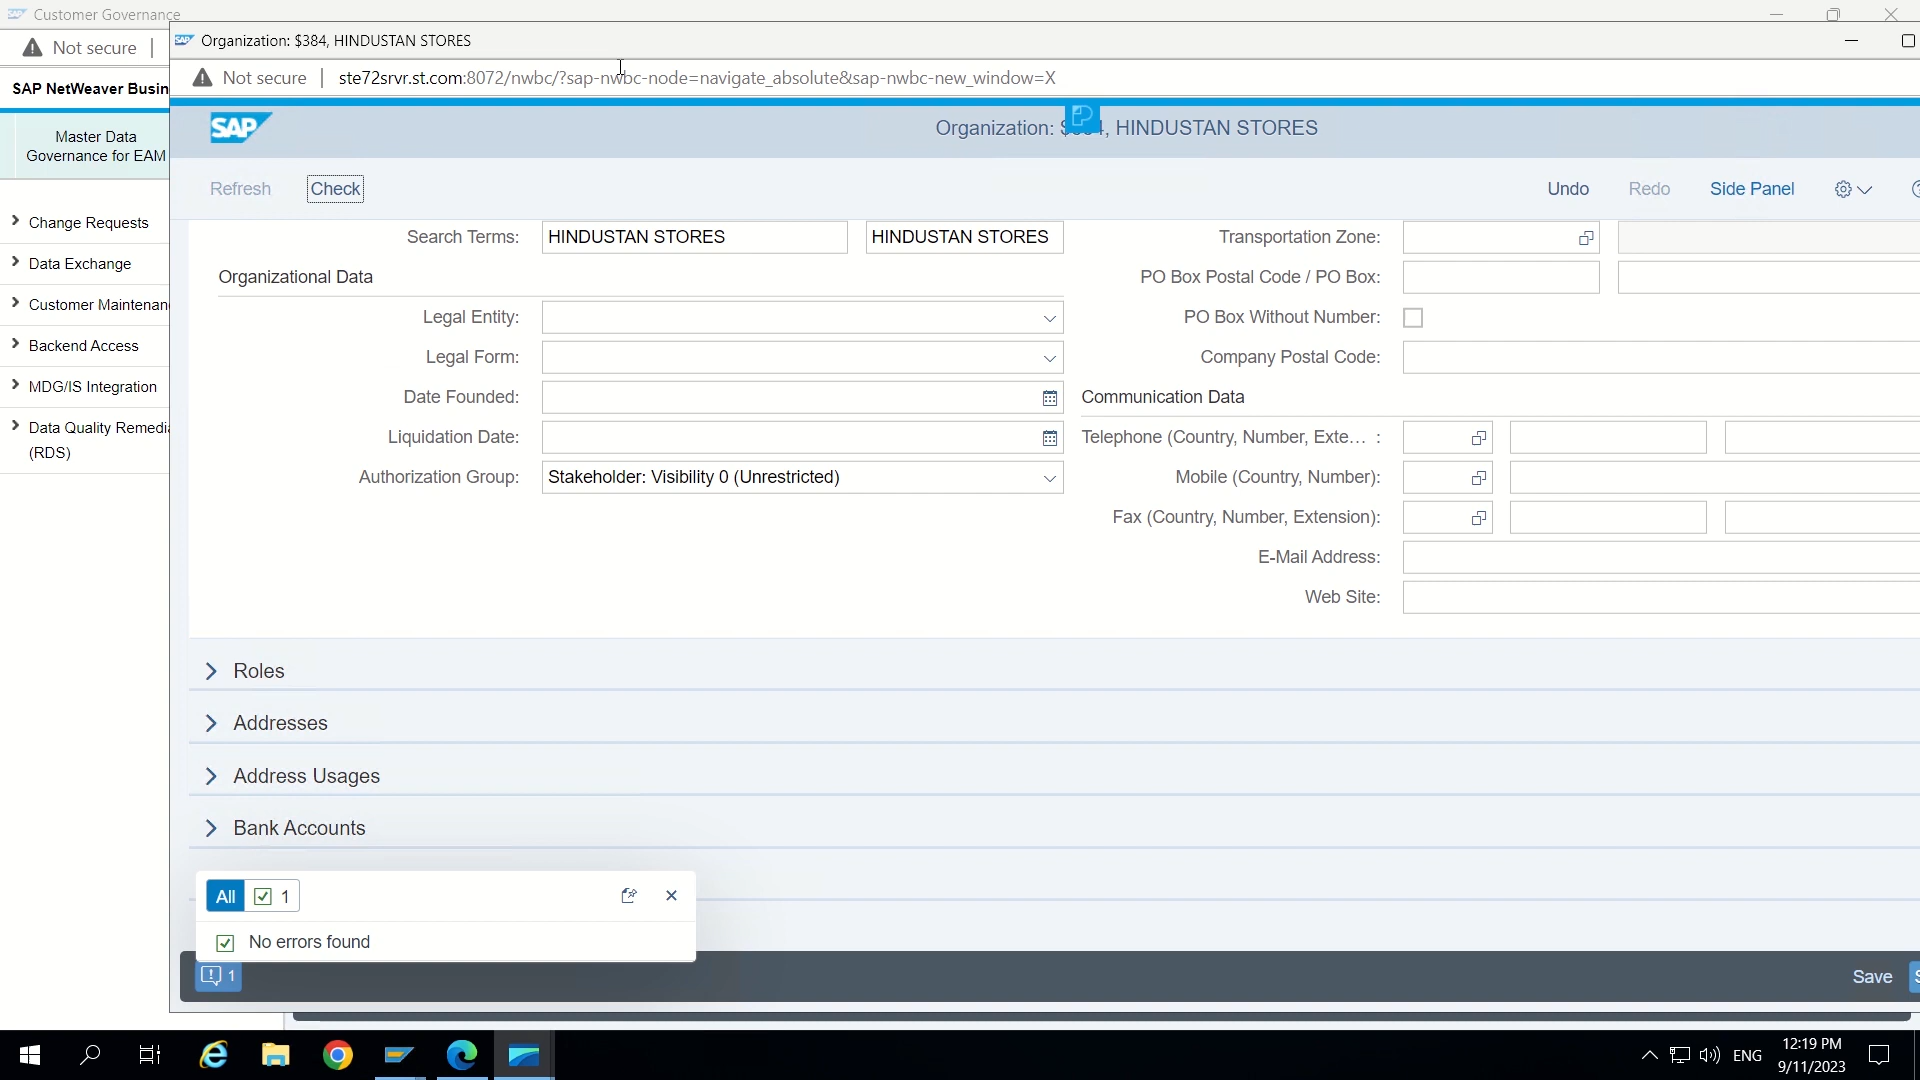 Customer Governance
Not secure
Organization: $384, HINDUSTAN STORES
Not secure
ste72srvr.st.com:8072/nwbc/?sap-nwbc-node=navigate_absolute&sap-nwbc-new_window=X
SAP NetWeaver Busin
SAP
Organization: $ 4, HINDUSTAN STORES
Master Data
Governance for EAM
Refresh
Check
Undo
Redo
Side Panel
Change Requests
Data Exchange
Customer Maintenan
Backend Access
MDG/IS Integration
Data Quality Remedia
(RDS)
Search Terms: HINDUSTAN STORES HINDUSTAN STORES
Organizational Data
Legal Entity:
Legal Form:
Date Founded:
Liquidation Date:
Authorization Group: Stakeholder: Visibility 0 (Unrestricted)
Transportation Zone:
PO Box Postal Code / PO Box:
PO Box Without Number:
Company Postal Code:
Communication Data
Telephone (Country, Number, Exte... :
Mobile (Country, Number):
Fax (Country, Number, Extension):
E-Mail Address:
Web Site:
Roles
Addresses
Address Usages
Bank Accounts
All 1
No errors found
1
Save
ENG
12:19 PM
9/11/2023